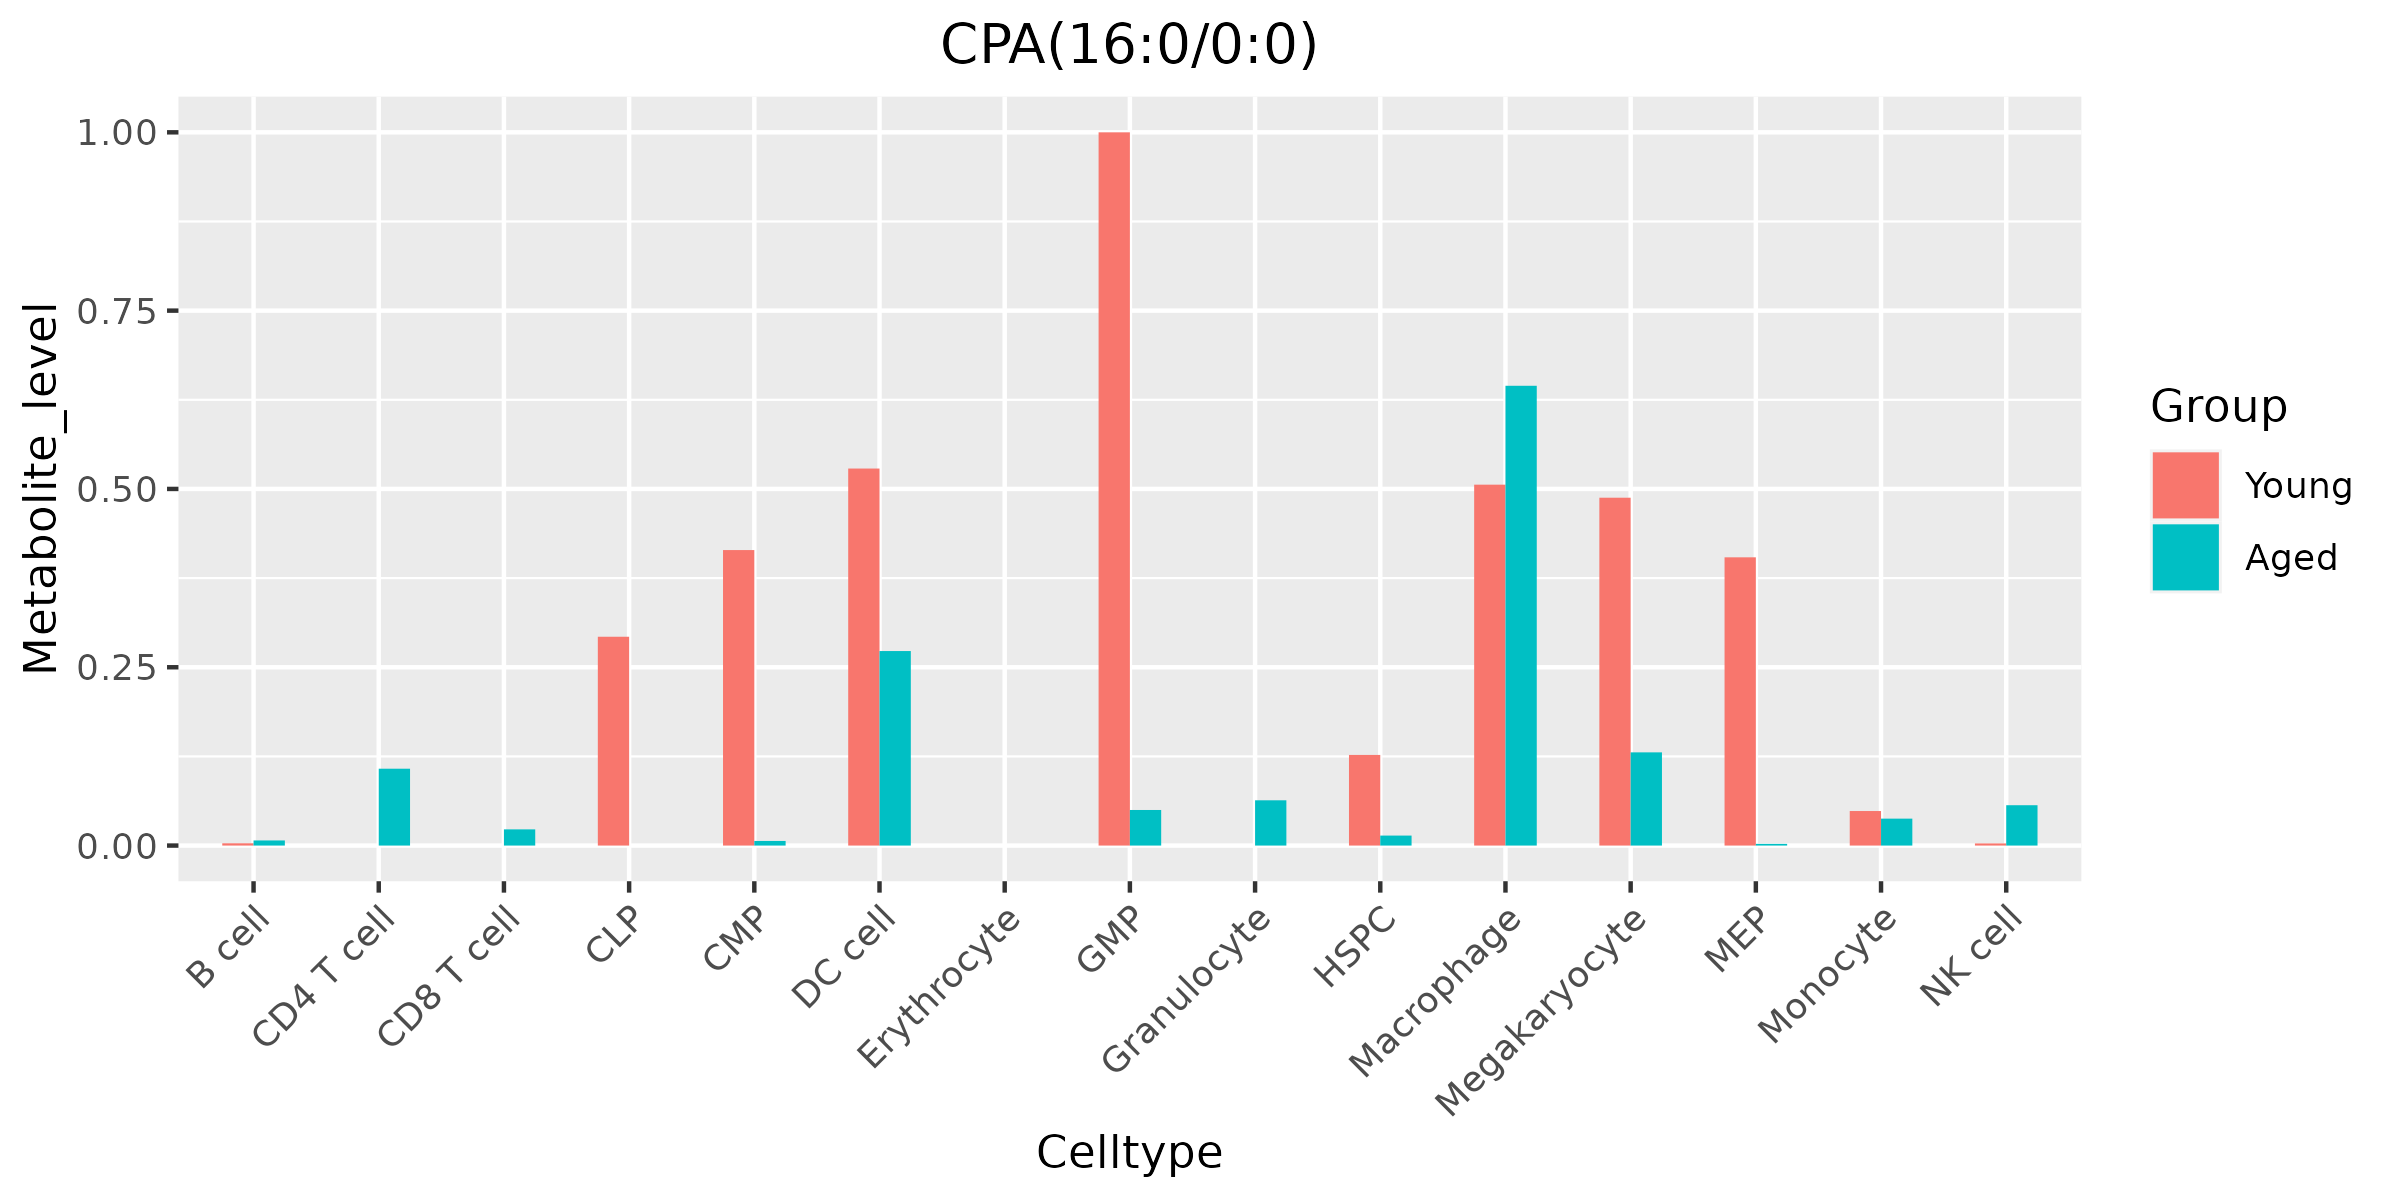 CPA(16:0/0:0)
Metabolite_level
1.00
0.75
0.50
0.25
0.00
B cell
CD4 T cell
CD8 T cell
CLP
CMP
DC cell
Erythrocyte
GMP
Granulocyte
HSPC
Macrophage
Megakaryocyte
MEP
Monocyte
NK cell
Celltype
Group
Young
Aged